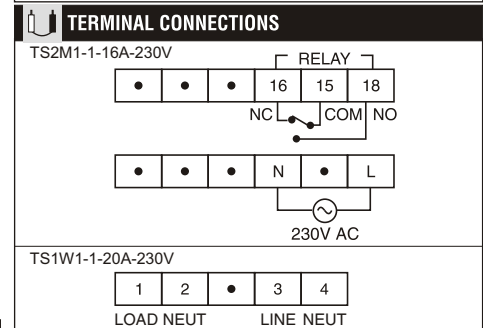 TERMINAL CONNECTIONS
TS2M1-1-16A-230V
RELAY
16 15 18
NC COM NO
N L
230V AC
TS1W1-1-20A-230V
1 2 3 4
LOAD NEUT LINE NEUT